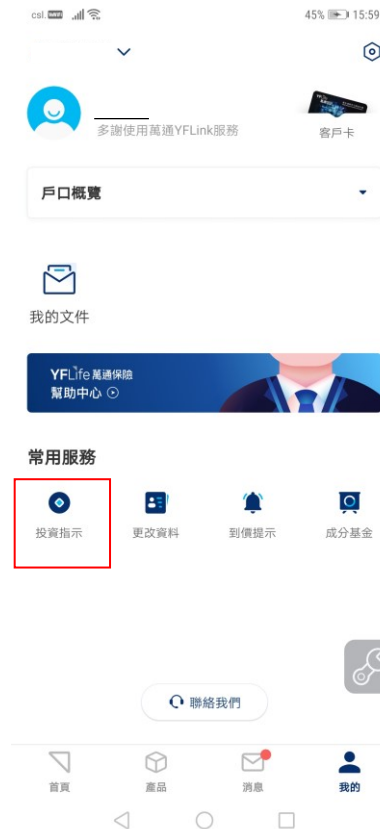 csl. 45% 15:59
多謝使用萬通YFLink服務
客戶卡
戶口概覽
我的文件
YFLife 萬通保險
幫助中心
常用服務
投資指示 更改資料 到價提示 成分基金
聯絡我們
首頁 產品 消息 我的